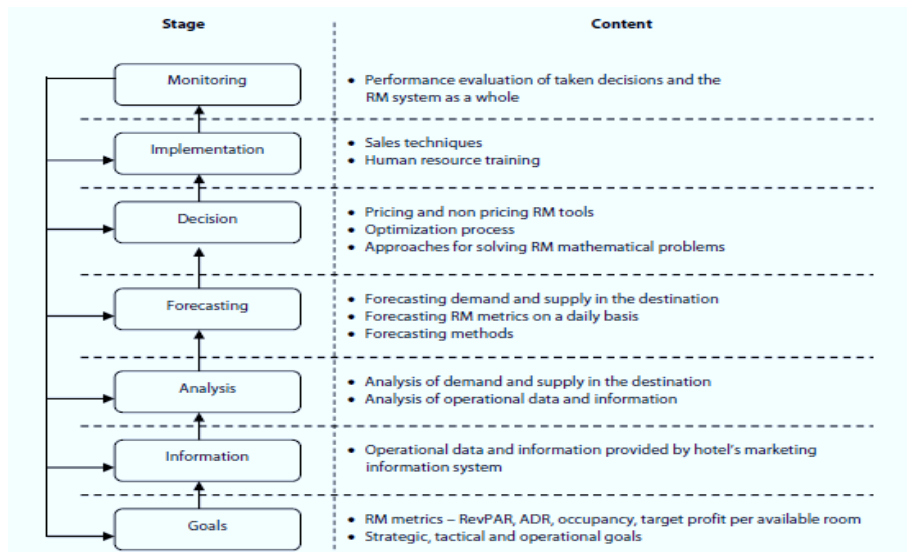 Stage
Content
Monitoring
• Performance evaluation of taken decisions and the
RM system as a whole
Implementation
• Sales techniques
• Human resource training
Decision
• Pricing and non pricing RM tools
• Optimization process
• Approaches for solving RM mathematical problems
Forecasting
• Forecasting demand and supply in the destination
• Forecasting RM metrics on a daily basis
• Forecasting methods
Analysis
• Analysis of demand and supply in the destination
• Analysis of operational data and information
Information
• Operational data and information provided by hotel's marketing
information system
Goals
• RM metrics – RevPAR, ADR, occupancy, target profit per available room
• Strategic, tactical and operational goals